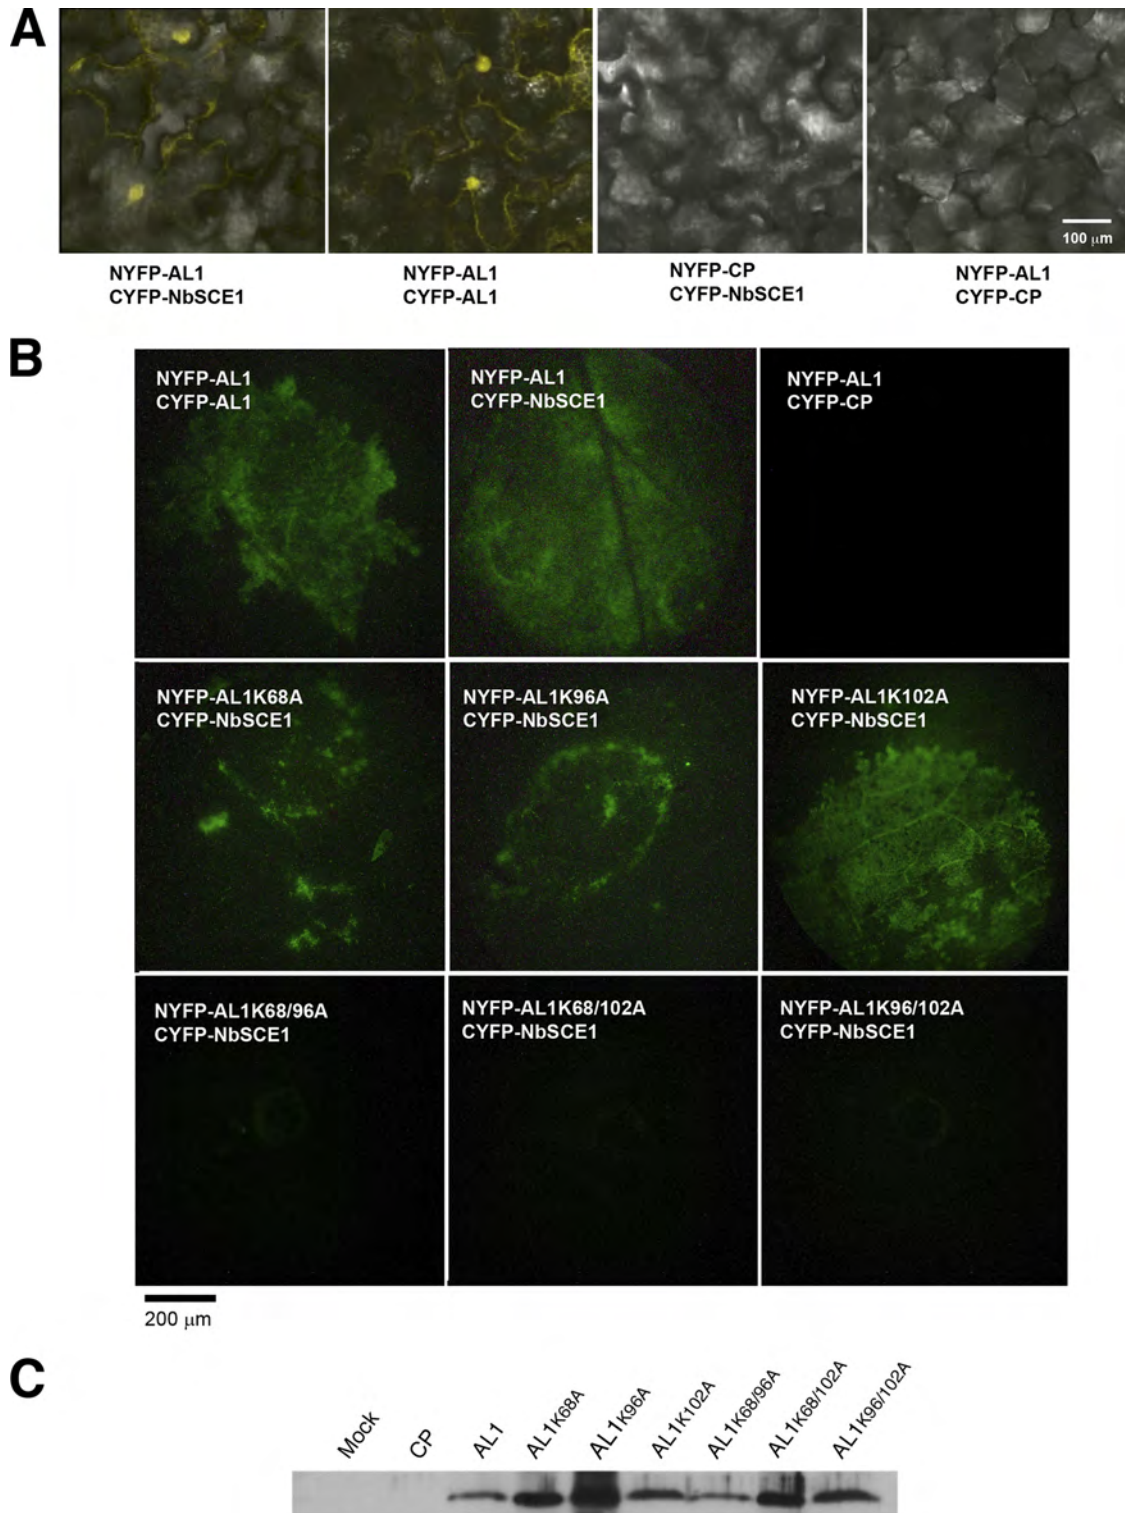 A
100 μm
NYFP-AL1
CYFP-NbSCE1
NYFP-AL1
CYFP-AL1
NYFP-CP
CYFP-NbSCE1
NYFP-AL1
CYFP-CP
B
NYFP-AL1
CYFP-AL1
NYFP-AL1
CYFP-NbSCE1
NYFP-AL1
CYFP-CP
NYFP-AL1K68A
CYFP-NbSCE1
NYFP-AL1K96A
CYFP-NbSCE1
NYFP-AL1K102A
CYFP-NbSCE1
NYFP-AL1K68/96A
CYFP-NbSCE1
NYFP-AL1K68/102A
CYFP-NbSCE1
NYFP-AL1K96/102A
CYFP-NbSCE1
200 μm
C
Mock
CP
AL1
AL1K68A
AL1K96A
AL1K102A
AL1K68/96A
AL1K68/102A
AL1K96/102A